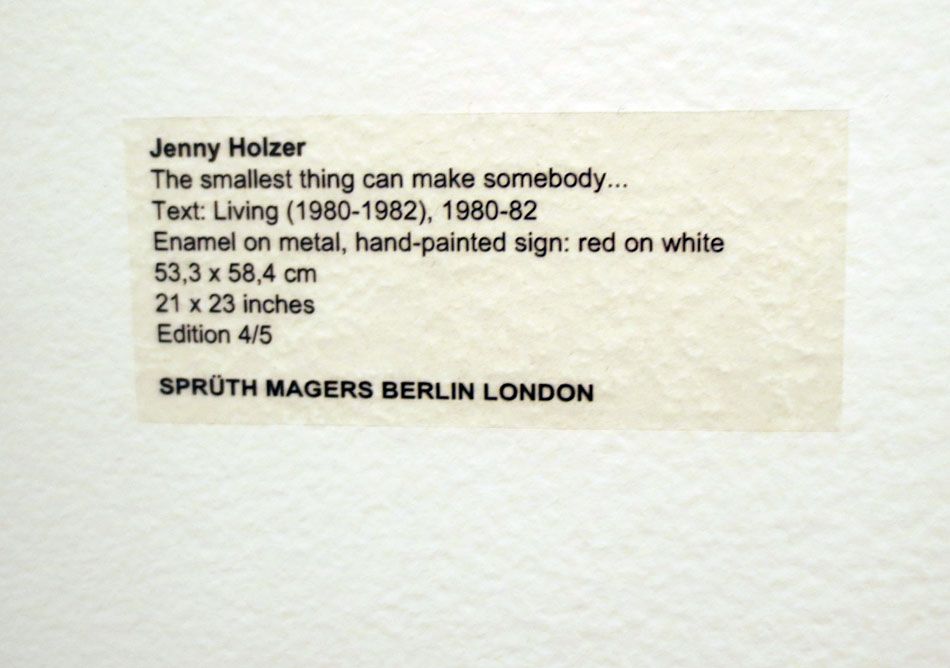 Jenny Holzer
The smallest thing can make somebody...
Text: Living (1980-1982), 1980-82
Enamel on metal, hand-painted sign: red on white
53,3 x 58,4 cm
21 x 23 inches
Edition 4/5
SPRÜTH MAGERS BERLIN LONDON